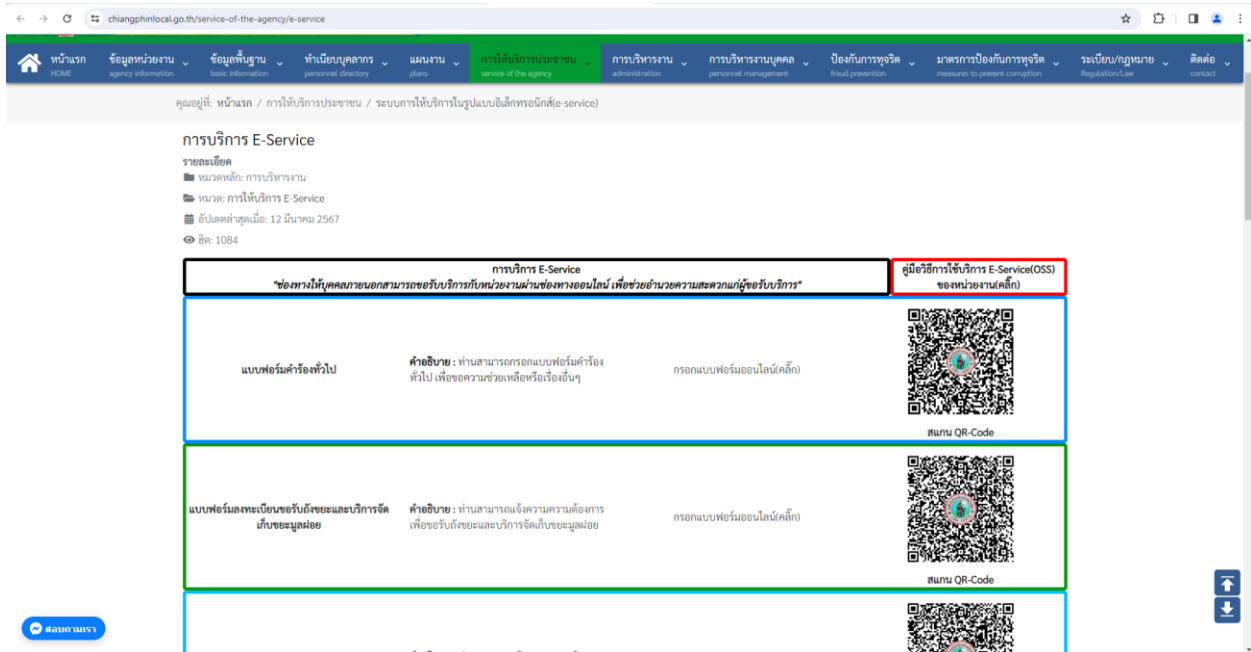 chiangphinlocal.go.th/service-of-the-agency/e-service
หน้าแรก ข้อมูลหน่วยงาน ข้อมูลพื้นฐาน ทำเนียบบุคลากร แผนงาน การให้บริการประชาชน การบริหารงาน การบริหารงานบุคคล ป้องกันการทุจริต มาตรการป้องกันการทุจริต ระเบียบ/กฎหมาย ติดต่อ
HOME agency information basic information personnel directory plans service of the agency administration personnel management fraud prevention measures to prevent corruption Regulation/Law contact
คุณอยู่ที่: หน้าแรก / การให้บริการประชาชน / ระบบการให้บริการในรูปแบบอิเล็กทรอนิกส์(e-service)
การบริการ E-Service
รายละเอียด
หมวดหลัก: การบริหารงาน
หมวด: การให้บริการ E-Service
อัปเดตล่าสุดเมื่อ: 12 มีนาคม 2567
ฮิต: 1084
การบริการ E-Service
"ช่องทางให้บุคคลภายนอกสามารถขอรับบริการกับหน่วยงานผ่านช่องทางออนไลน์ เพื่อช่วยอำนวยความสะดวกแก่ผู้ขอรับบริการ"
คู่มือวิธีการใช้บริการ E-Service(OSS)
ของหน่วยงาน(คลิ๊ก)
แบบฟอร์มคำร้องทั่วไป
คำอธิบาย : ท่านสามารถกรอกแบบฟอร์มคำร้อง
ทั่วไป เพื่อขอความช่วยเหลือหรือเรื่องอื่นๆ
กรอกแบบฟอร์มออนไลน์(คลิ๊ก)
สแกน QR-Code
แบบฟอร์มลงทะเบียนขอรับถังขยะและบริการจัด
เก็บขยะมูลฝอย
คำอธิบาย : ท่านสามารถแจ้งความความต้องการ
เพื่อขอรับถังขยะและบริการจัดเก็บขยะมูลฝอย
กรอกแบบฟอร์มออนไลน์(คลิ๊ก)
สแกน QR-Code
สอบถามเรา